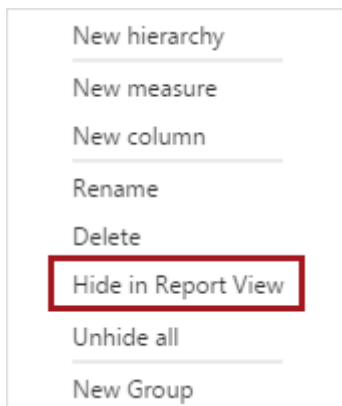 New hierarchy
New measure
New column
Rename
Delete
Hide in Report View
Unhide all
New Group